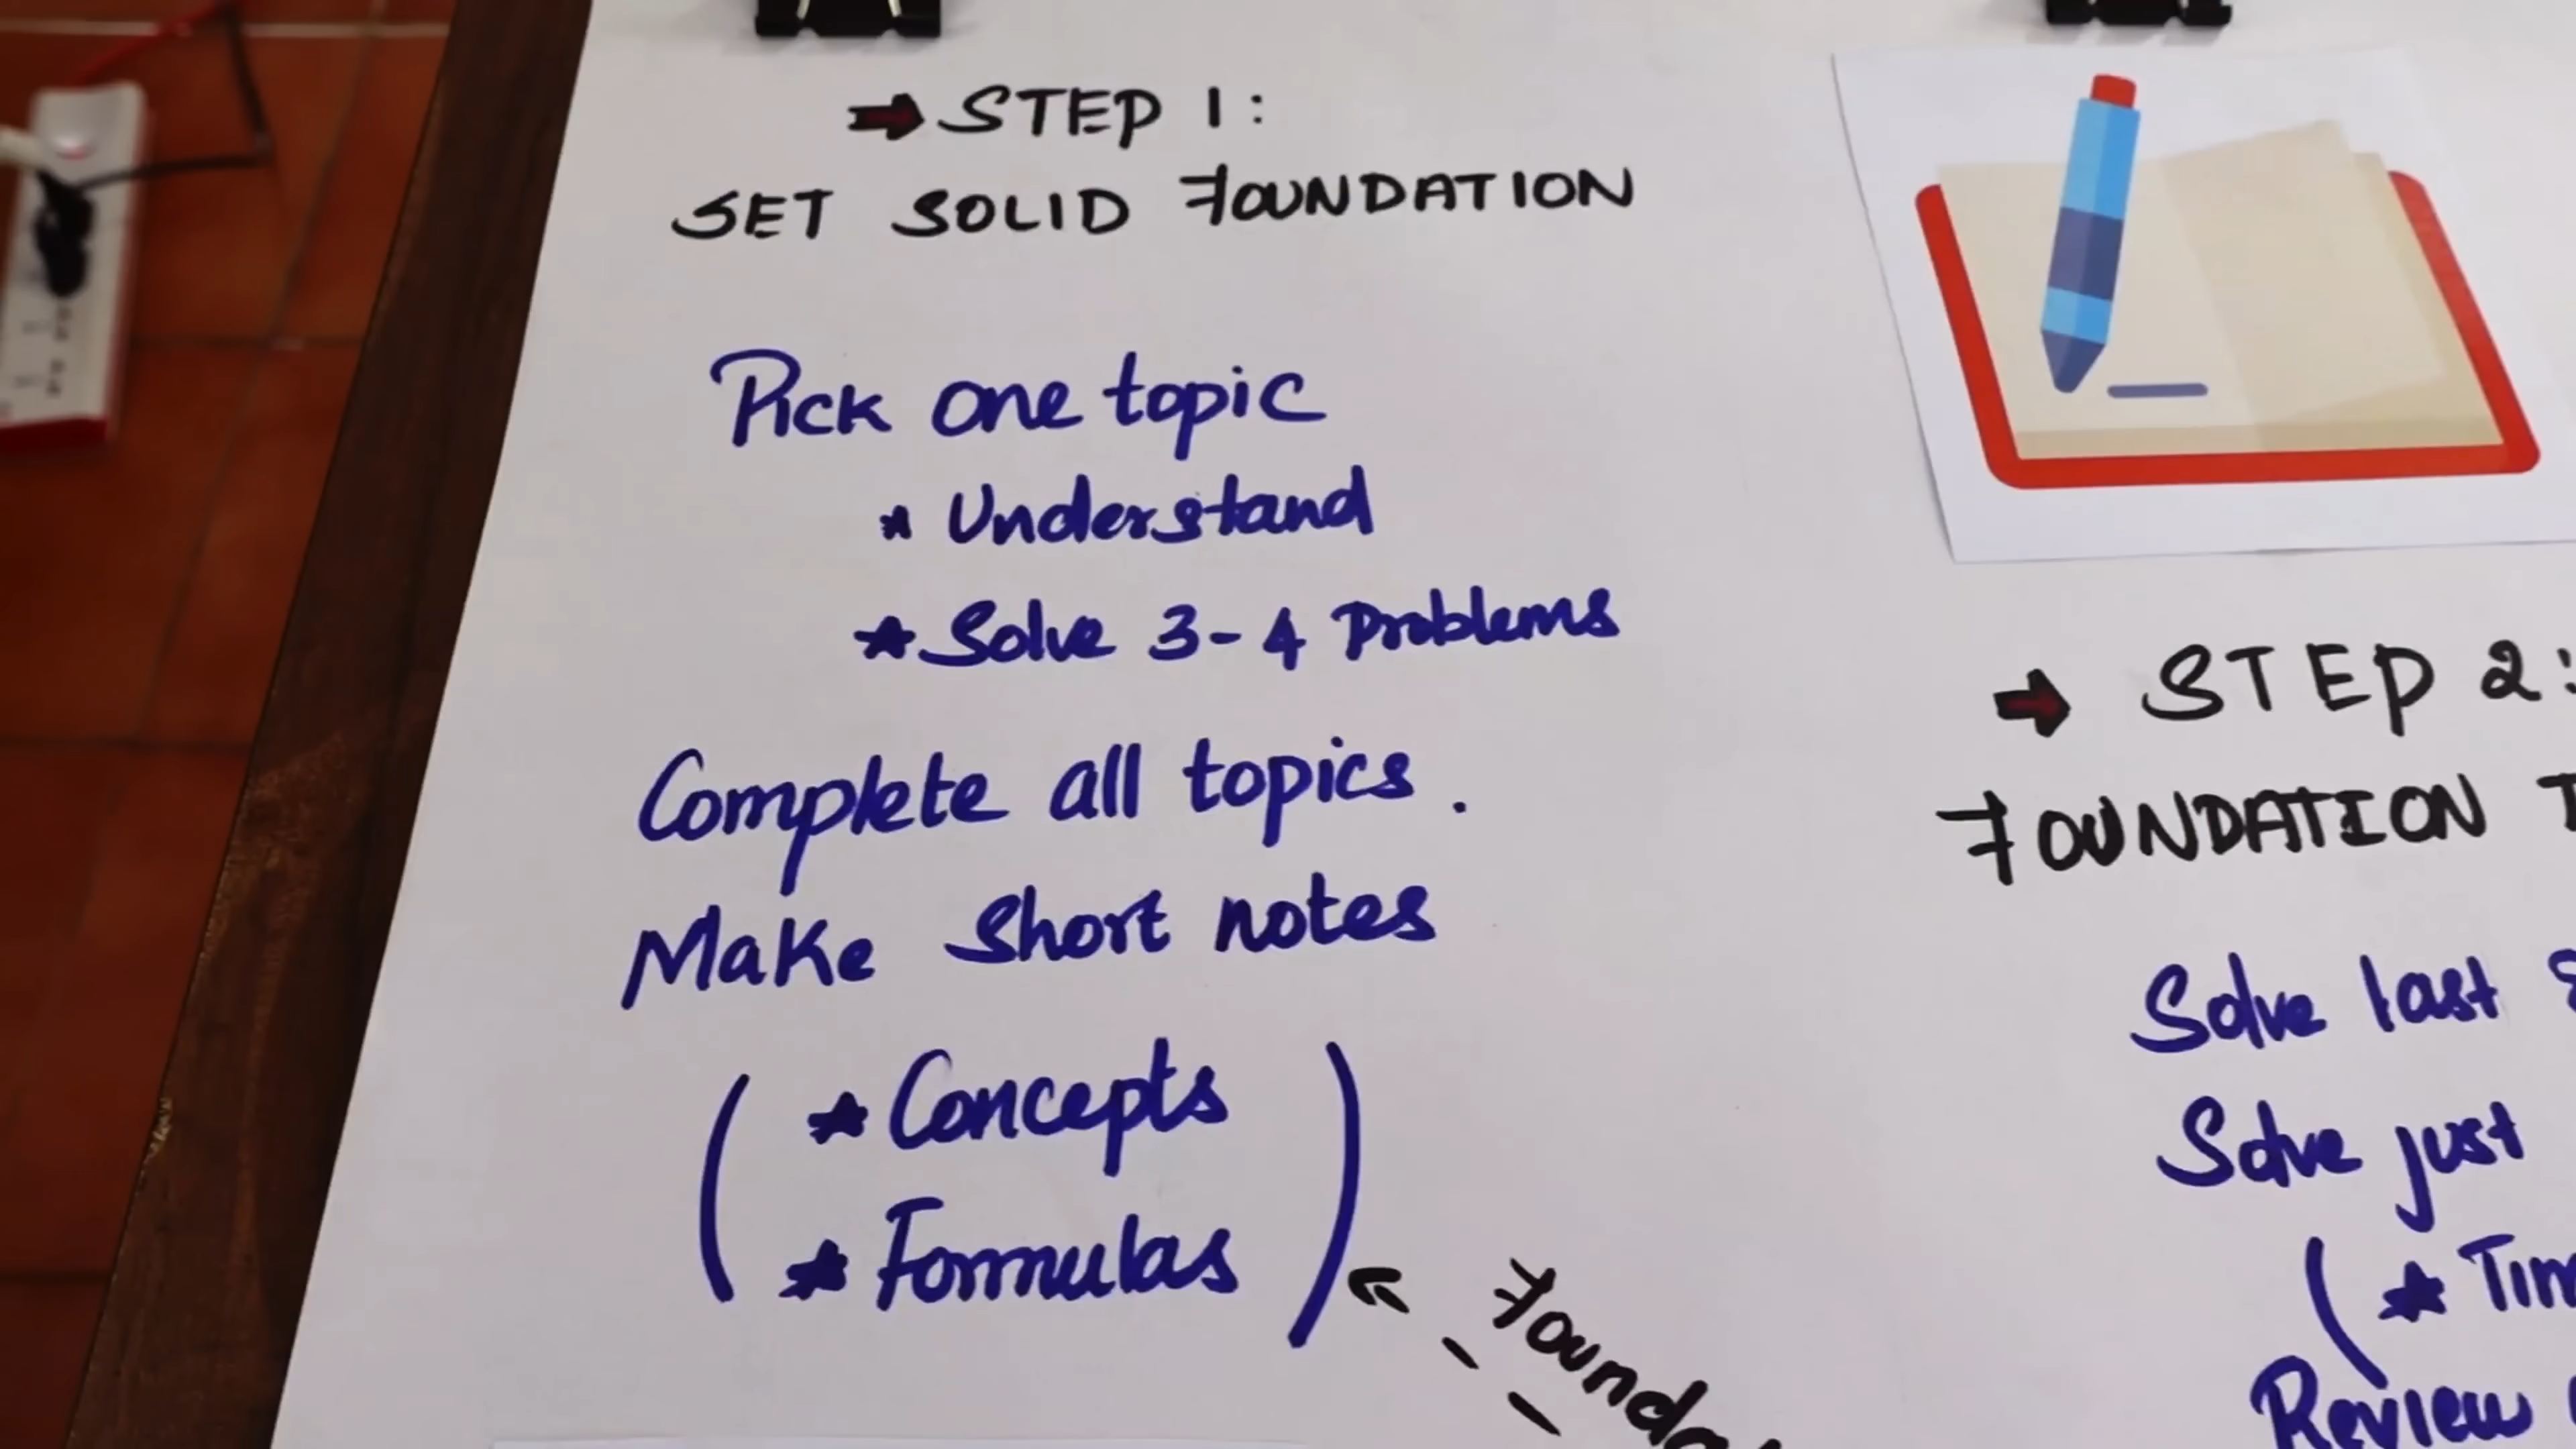 STEP 1:
SET SOLID FOUNDATION
Pick one topic
* Understand
* Solve 3-4 Problems
Complete all topics.
Make short notes
( * Concepts
* Formulas )
STEP 2:
FOUNDATION
Solve last
Solve just
( *
Review